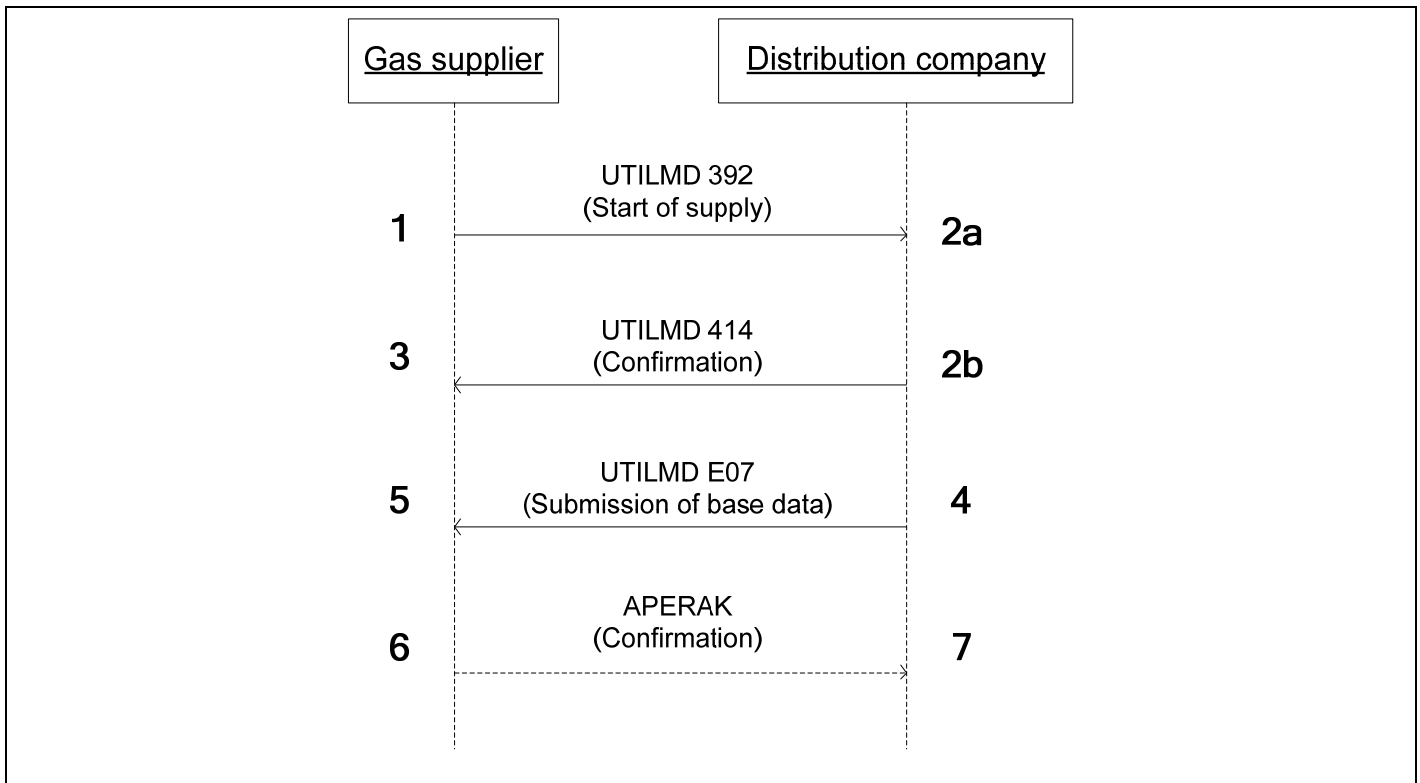 Gas supplier
Distribution company
UTILMD 392
(Start of supply)
1
2a
UTILMD 414
(Confirmation)
3
2b
UTILMD E07
(Submission of base data)
5
4
APERAK
(Confirmation)
6
7